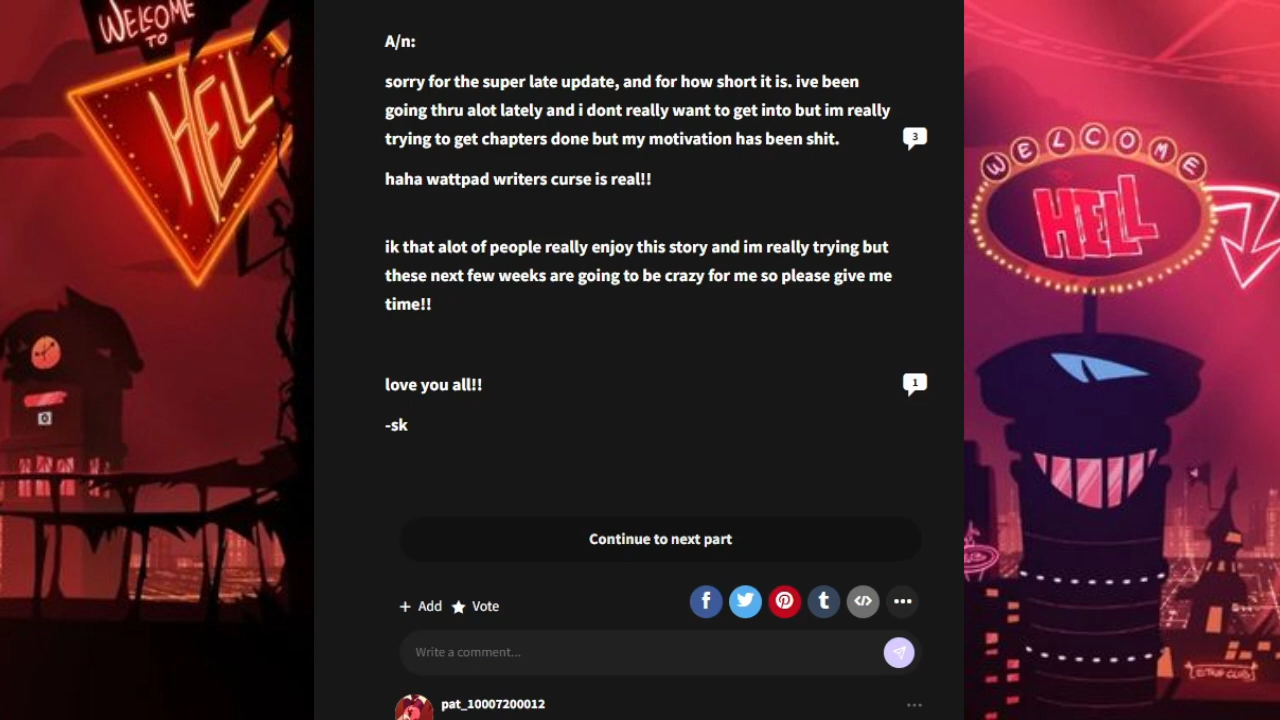 WELCOME
TO
HELL
A/n:
sorry for the super late update, and for how short it is. ive been
going thru alot lately and i dont really want to get into but im really
trying to get chapters done but my motivation has been shit.
3
haha wattpad writers curse is real!!
ik that alot of people really enjoy this story and im really trying but
these next few weeks are going to be crazy for me so please give me
time!!
love you all!!
1
-sk
Continue to next part
+ Add ★ Vote
f t </> •••
Write a comment...
pat_10007200012
•••
WELCOME
TO
HELL